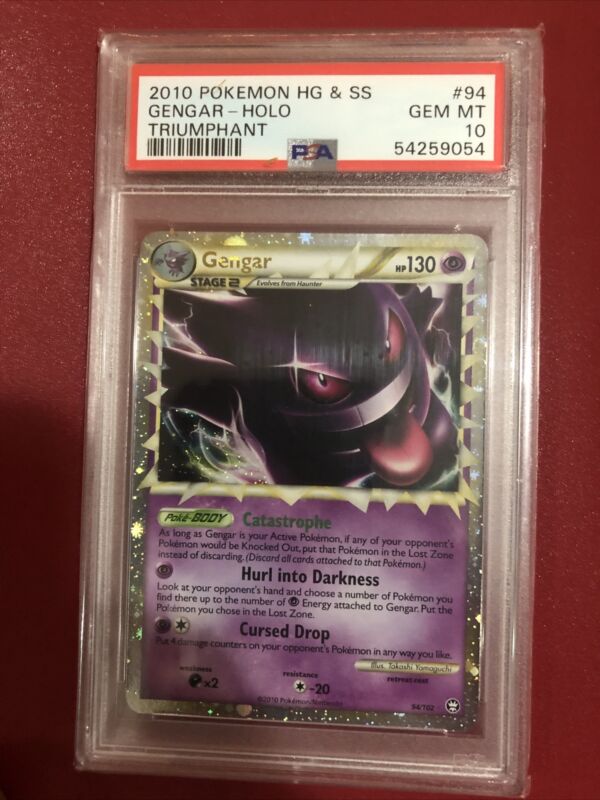 2010 POKEMON HG & SS #94
GENGAR-HOLO GEM MT
TRIUMPHANT 10
PSA 54259054
Gengar HP130
STAGE 2 Evolves from Haunter
Poké-BODY Catastrophe
As long as Gengar is your Active Pokémon, if any of your opponent's
Pokémon would be Knocked Out, put that Pokémon in the Lost Zone
instead of discarding. (Discard all cards attached to that Pokémon.)
Hurl into Darkness
Look at your opponent's hand and choose a number of Pokémon you
find there up to the number of Energy attached to Gengar. Put the
Pokémon you chose in the Lost Zone.
Cursed Drop
Put 4 damage counters on your opponent's Pokémon in any way you like.
Illus. Takashi Yamaguchi
weakness resistance retreat cost
×2 -20
©2010 Pokémon/Nintendo 94/102